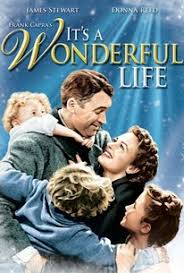 JAMES STEWART DONNA REED
FRANK CAPRA'S
IT'S A
WONDERFUL
LIFE